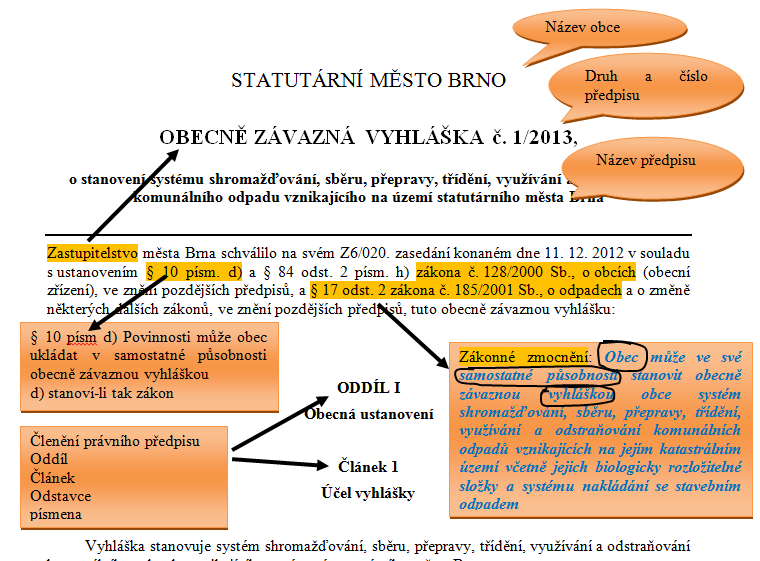 Název obce
STATUTÁRNÍ MĚSTO BRNO
Druh a číslo
předpisu
OBECNĚ ZÁVAZNÁ VYHLÁŠKA č. 1/2013,
Název předpisu
o stanovení systému shromažďování, sběru, přepravy, třídění, využívání a
komunálního odpadu vznikajícího na území statutárního města Brna
Zastupitelstvo města Brna schválilo na svém Z6/020. zasedání konaném dne 11. 12. 2012 v souladu
s ustanovením § 10 písm. d) a § 84 odst. 2 písm. h) zákona č. 128/2000 Sb., o obcích (obecní
zřízení), ve znění pozdějších předpisů, a § 17 odst. 2 zákona č. 185/2001 Sb., o odpadech a o změně
některých dalších zákonů, ve znění pozdějších předpisů, tuto obecně závaznou vyhlášku:
§ 10 písm d) Povinnosti může obec
ukládat v samostatné působnosti
obecně závaznou vyhláškou
d) stanoví-li tak zákon
Zákonné zmocnění: Obec může ve své
samostatné působnosti stanovit obecně
závaznou vyhláškou obce systém
shromažďování, sběru, přepravy, třídění,
využívání a odstraňování komunálních
odpadů vznikajících na jejím katastrálním
území včetně jejich biologicky rozložitelné
složky a systému nakládání se stavebním
odpadem
ODDÍL I
Obecná ustanovení
Členění právního předpisu
Oddíl
Článek
Odstavce
písmena
Článek 1
Účel vyhlášky
Vyhláška stanovuje systém shromažďování, sběru, přepravy, třídění, využívání a odstraňování